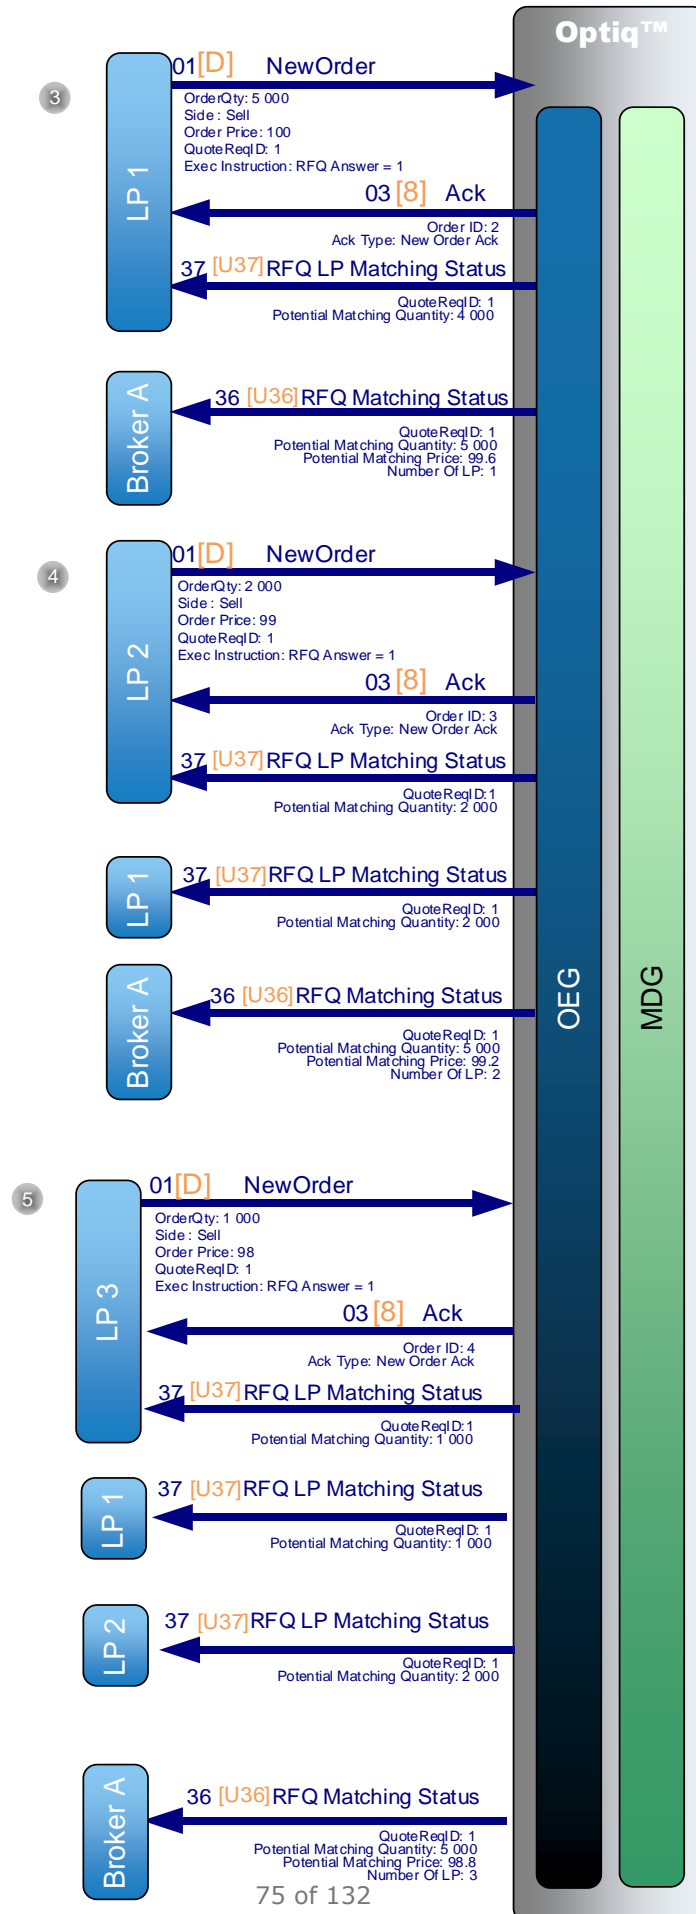 Optiq™
01[D] NewOrder
3
OrderQty: 5 000
Side : Sell
Order Price: 100
QuoteReqID: 1
Exec Instruction: RFQ Answer = 1
LP 1
03 [8] Ack
Order ID: 2
Ack Type: New Order Ack
37 [U37] RFQ LP Matching Status
QuoteReqID: 1
Potential Matching Quantity: 4 000
Broker A
36 [U36] RFQ Matching Status
QuoteReqID: 1
Potential Matching Quantity: 5 000
Potential Matching Price: 99.6
Number Of LP: 1
01[D] NewOrder
4
OrderQty: 2 000
Side : Sell
Order Price: 99
QuoteReqID: 1
Exec Instruction: RFQ Answer = 1
LP 2
03 [8] Ack
Order ID: 3
Ack Type: New Order Ack
37 [U37] RFQ LP Matching Status
QuoteReqID:1
Potential Matching Quantity: 2 000
LP 1
37 [U37] RFQ LP Matching Status
QuoteReqID: 1
Potential Matching Quantity: 2 000
Broker A
36 [U36] RFQ Matching Status
QuoteReqID: 1
Potential Matching Quantity: 5 000
Potential Matching Price: 99.2
Number Of LP: 2
OEG
MDG
01[D] NewOrder
5
OrderQty: 1 000
Side : Sell
Order Price: 98
QuoteReqID: 1
Exec Instruction: RFQ Answer = 1
LP 3
03 [8] Ack
Order ID: 4
Ack Type: New Order Ack
37 [U37] RFQ LP Matching Status
QuoteReqID:1
Potential Matching Quantity: 1 000
LP 1
37 [U37] RFQ LP Matching Status
QuoteReqID: 1
Potential Matching Quantity: 1 000
LP 2
37 [U37] RFQ LP Matching Status
QuoteReqID: 1
Potential Matching Quantity: 2 000
Broker A
36 [U36] RFQ Matching Status
QuoteReqID: 1
Potential Matching Quantity: 5 000
Potential Matching Price: 98.8
Number Of LP: 3
75 of 132